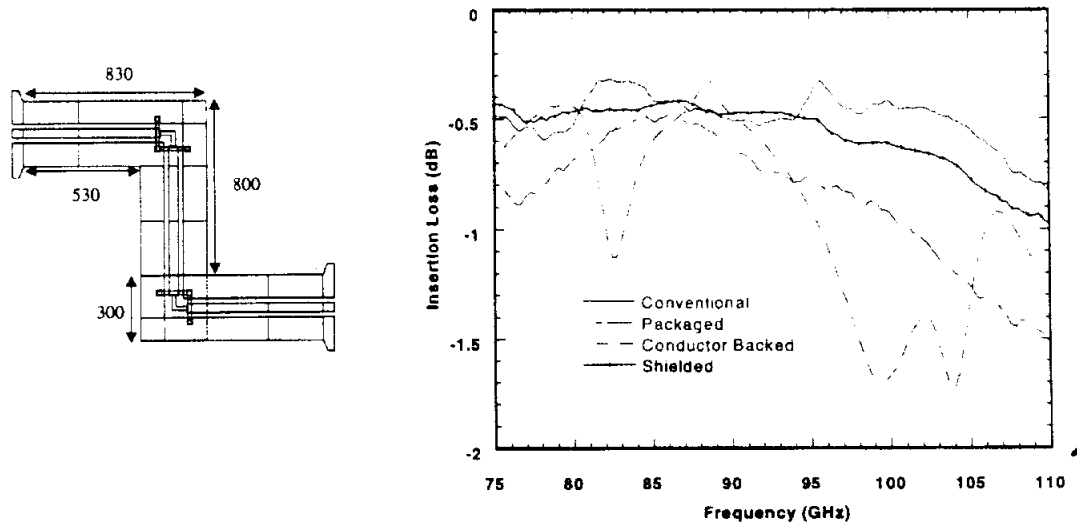 830
530
800
300
Insertion Loss (dB)
0
-0.5
-1
-1.5
-2
Conventional
Packaged
Conductor Backed
Shielded
75 80 85 90 95 100 105 110
Frequency (GHz)